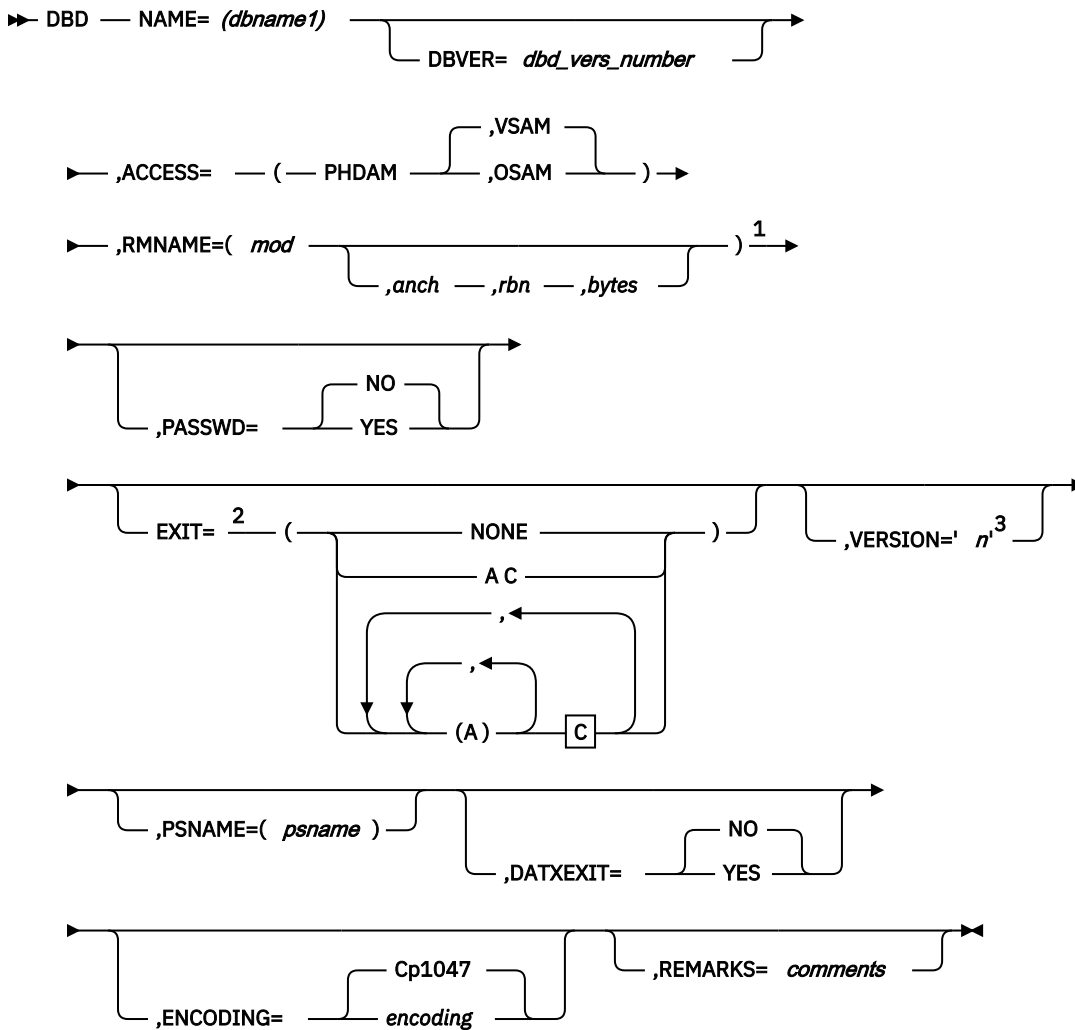 DBD NAME= (dbname1)
DBVER= dbd_vers_number
,VSAM
,ACCESS= ( PHDAM ,OSAM )
,RMNAME=( mod ) 1
,anch ,rbn ,bytes
NO
,PASSWD= YES
EXIT= 2 ( NONE ) ,VERSION=' n' 3
A C
,
,
(A) C
,PSNAME=( psname ) NO
,DATXEXIT= YES
Cp1047 ,REMARKS= comments
,ENCODING= encoding